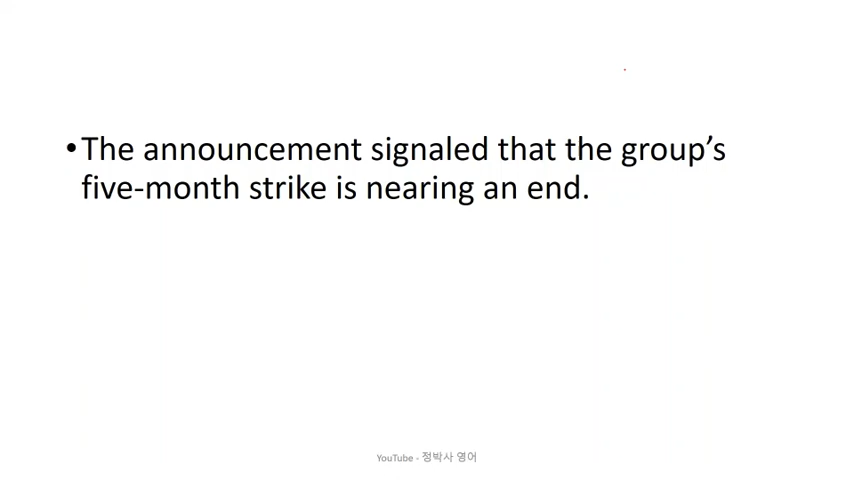 •The announcement signaled that the group’s
five-month strike is nearing an end.
YouTube - 정박사 영어